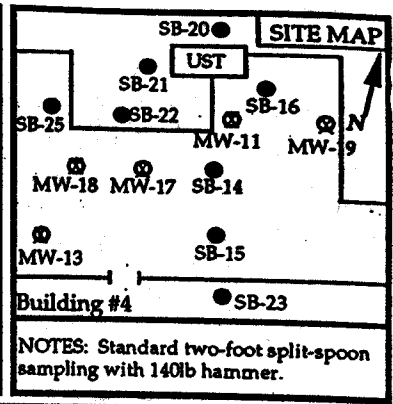 SB-20
SITE MAP
UST
SB-21
SB-16
SB-25
SB-22
MW-11
MW-19
N
MW-18
MW-17
SB-14
SB-15
MW-13
Building #4
SB-23
NOTES: Standard two-foot split-spoon
sampling with 140lb hammer.